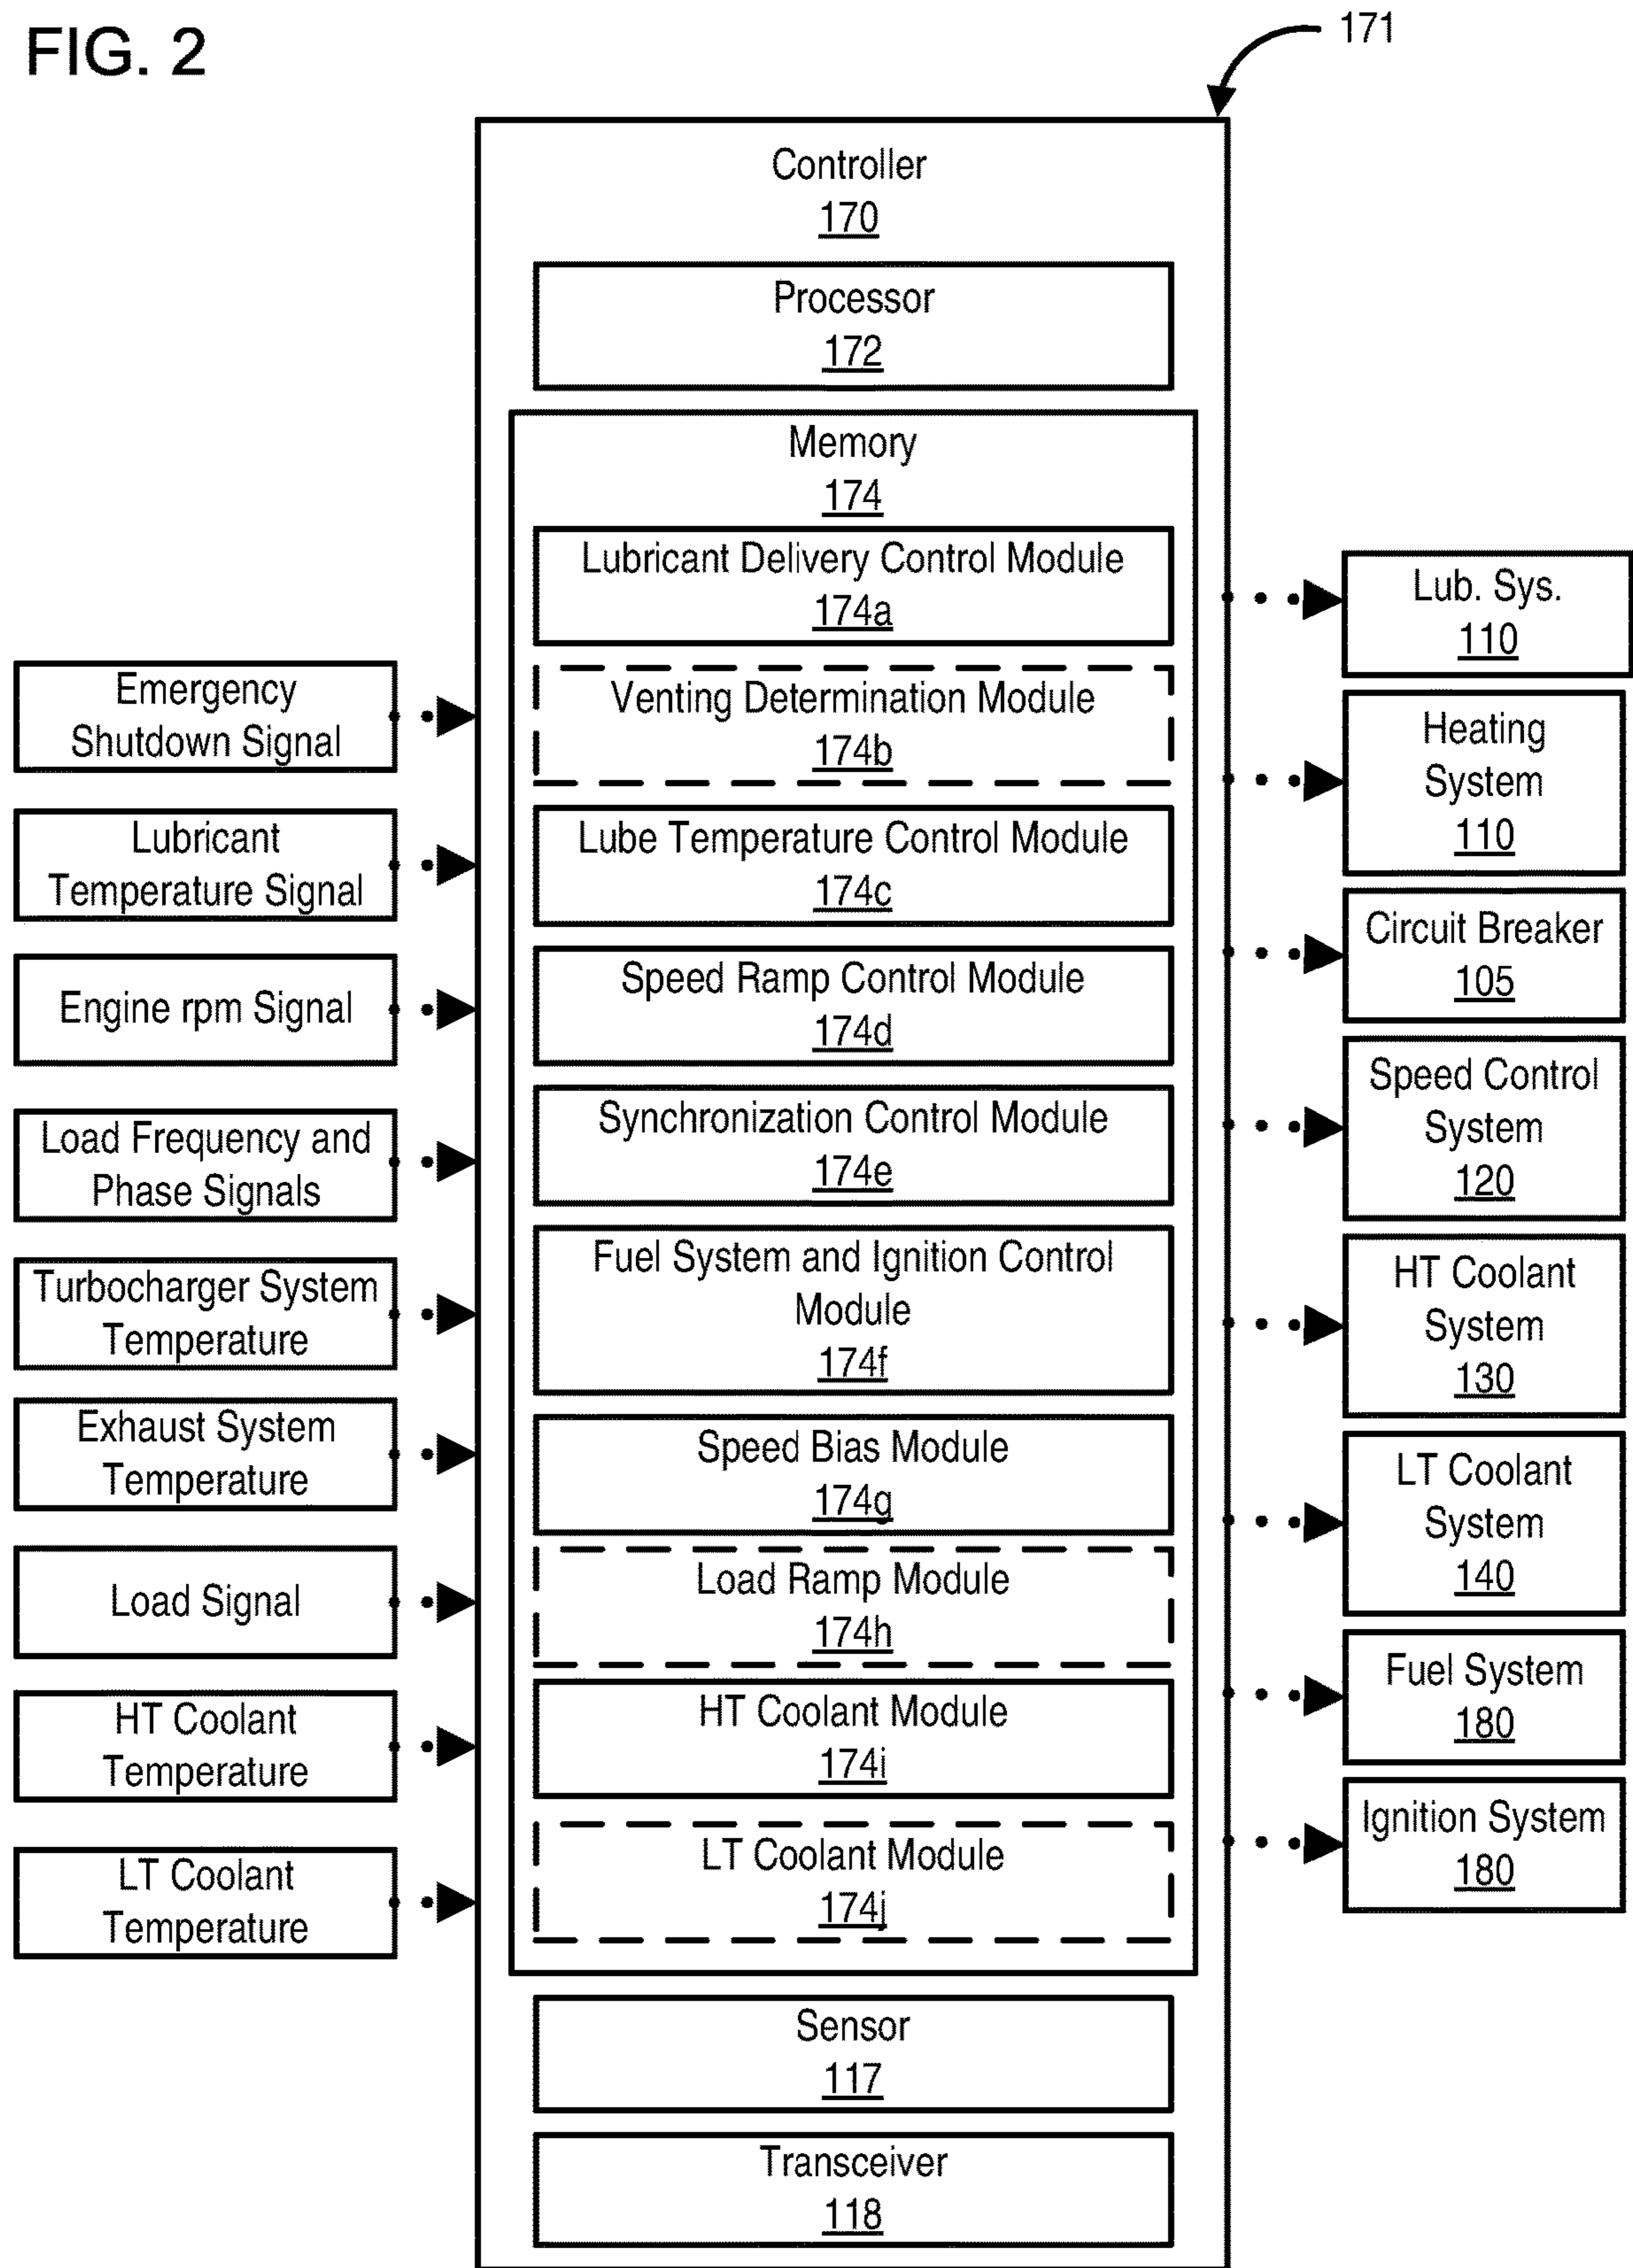 FIG. 2
171
Controller
170
Processor
172
Memory
174
Lubricant Delivery Control Module
174a
Venting Determination Module
174b
Lube Temperature Control Module
174c
Speed Ramp Control Module
174d
Synchronization Control Module
174e
Fuel System and Ignition Control
Module
174f
Speed Bias Module
174g
Load Ramp Module
174h
HT Coolant Module
174i
LT Coolant Module
174j
Sensor
117
Transceiver
118
Emergency
Shutdown Signal
Lubricant
Temperature Signal
Engine rpm Signal
Load Frequency and
Phase Signals
Turbocharger System
Temperature
Exhaust System
Temperature
Load Signal
HT Coolant
Temperature
LT Coolant
Temperature
Lub. Sys.
110
Heating
System
110
Circuit Breaker
105
Speed Control
System
120
HT Coolant
System
130
LT Coolant
System
140
Fuel System
180
Ignition System
180